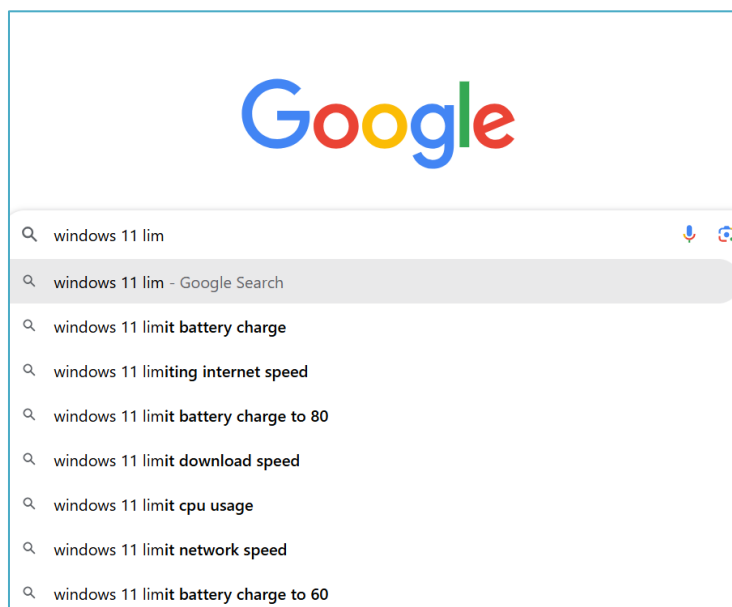 Google
windows 11 lim
windows 11 lim - Google Search
windows 11 limit battery charge
windows 11 limiting internet speed
windows 11 limit battery charge to 80
windows 11 limit download speed
windows 11 limit cpu usage
windows 11 limit network speed
windows 11 limit battery charge to 60